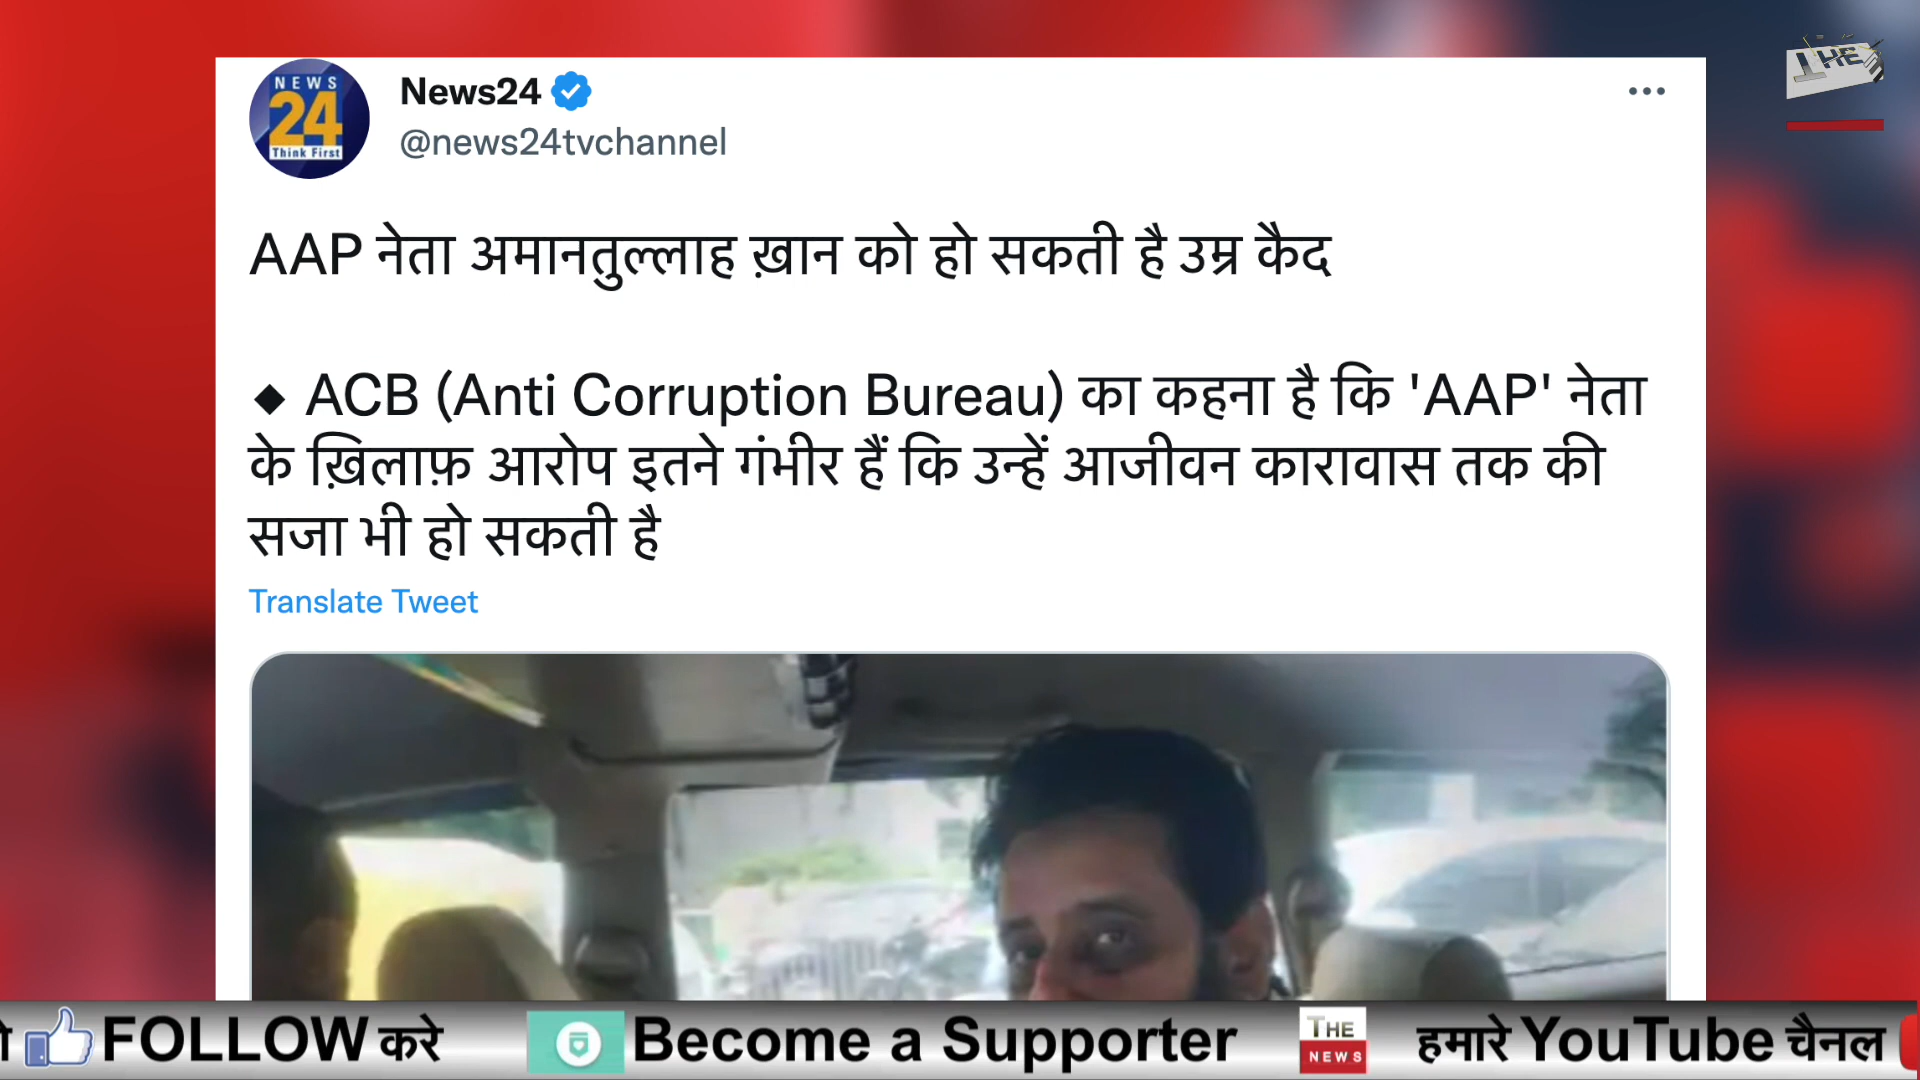 NEWS
24
Think First
News24
@news24tvchannel
THE
AAP नेता अमानतुल्लाह ख़ान को हो सकती है उम्र कैद
◆ ACB (Anti Corruption Bureau) का कहना है कि 'AAP' नेता
के ख़िलाफ़ आरोप इतने गंभीर हैं कि उन्हें आजीवन कारावास तक की
सजा भी हो सकती है
Translate Tweet
FOLLOW करे Become a Supporter THE NEWS हमारे YouTube चैनल